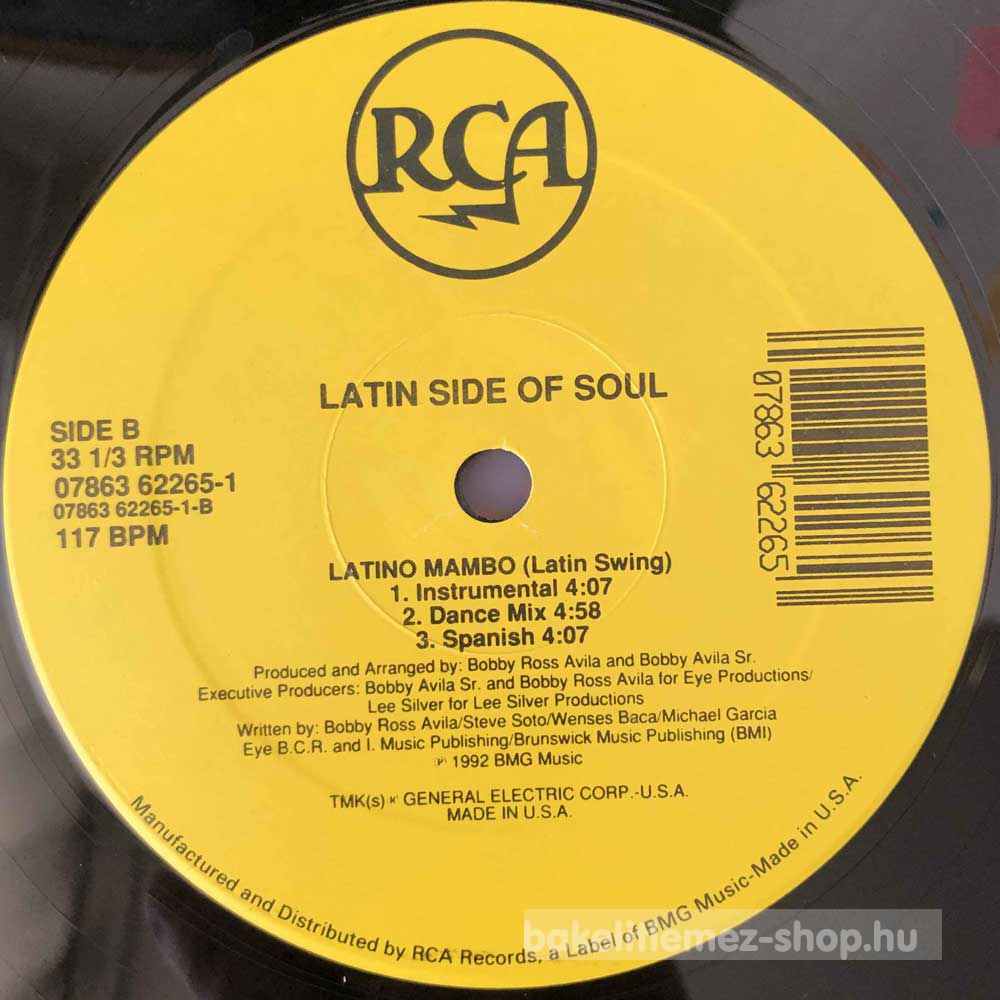 RCA
LATIN SIDE OF SOUL
SIDE B
33 1/3 RPM
07863 62265-1
07863 62265-1-B
117 BPM
07863 62265
LATINO MAMBO (Latin Swing)
1. Instrumental 4:07
2. Dance Mix 4:58
3. Spanish 4:07
Produced and Arranged by: Bobby Ross Avila and Bobby Avila Sr.
Executive Producers: Bobby Avila Sr. and Bobby Ross Avila for Eye Productions/
Lee Silver for Lee Silver Productions
Written by: Bobby Ross Avila/Steve Soto/Wenses Baca/Michael Garcia
Eye B.C.R. and I. Music Publishing/Brunswick Music Publishing (BMI)
℗ 1992 BMG Music
TMK(s) ® GENERAL ELECTRIC CORP.-U.S.A.
MADE IN U.S.A.
Manufactured and Distributed by RCA Records, a Label of BMG Music-Made in U.S.A.
bakelitlemez-shop.hu